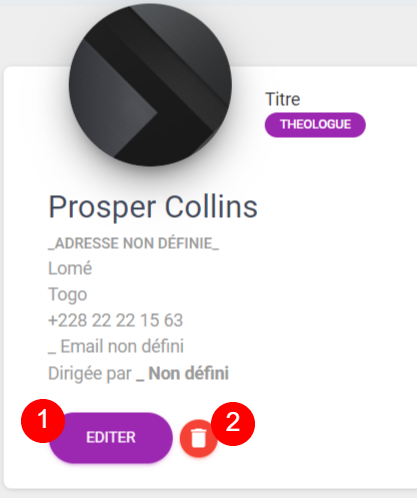 Titre
THEOLOGUE
Prosper Collins
_ADRESSE NON DÉFINIE_
Lomé
Togo
+228 22 22 15 63
_ Email non défini
Dirigée par _ Non défini
1
EDITER
2